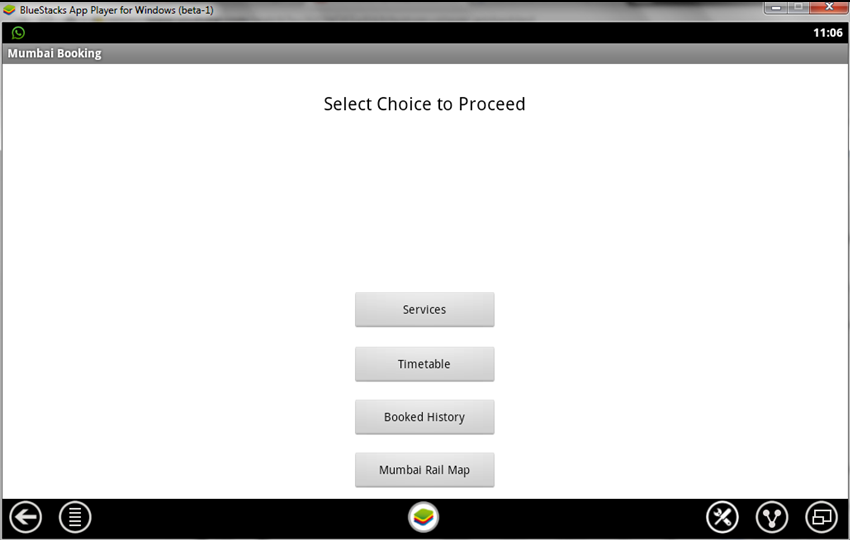 BlueStacks App Player for Windows (beta-1)
11:06
Mumbai Booking
Select Choice to Proceed
Services
Timetable
Booked History
Mumbai Rail Map